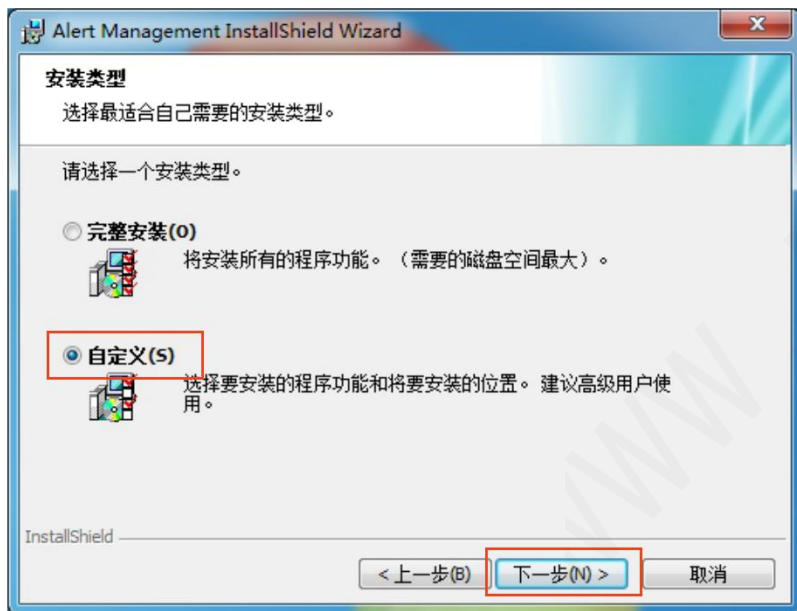 Alert Management InstallShield Wizard
安装类型
选择最适合自己需要的安装类型。
请选择一个安装类型。
完整安装(O)
将安装所有的程序功能。（需要的磁盘空间最大）。
自定义(S)
选择要安装的程序功能和将要安装的位置。建议高级用户使
用。
InstallShield
<上一步(B)
下一步(N) >
取消